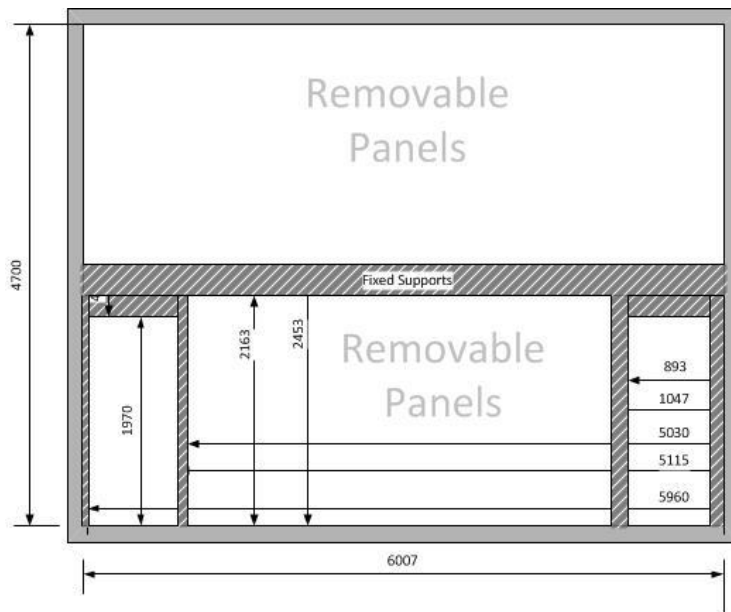 Removable
Panels
4700
Fixed Supports
2163
2453
Removable
Panels
893
1970
1047
5030
5115
5960
6007